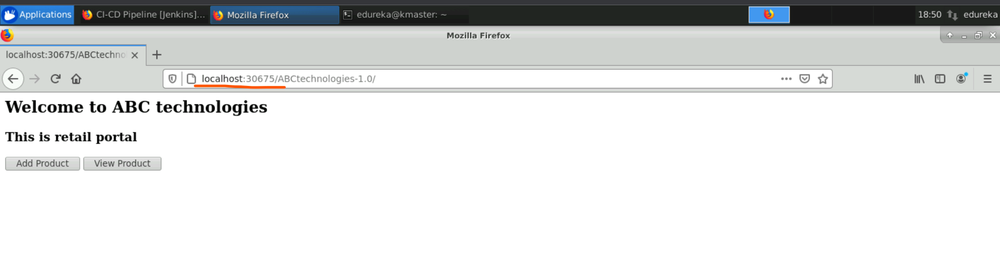 Applications CI-CD Pipeline [Jenkins]... Mozilla Firefox edureka@kmaster: ~ 18:50 edureka
Mozilla Firefox
localhost:30675/ABCtechno
localhost:30675/ABCtechnologies-1.0/
Welcome to ABC technologies
This is retail portal
Add Product View Product